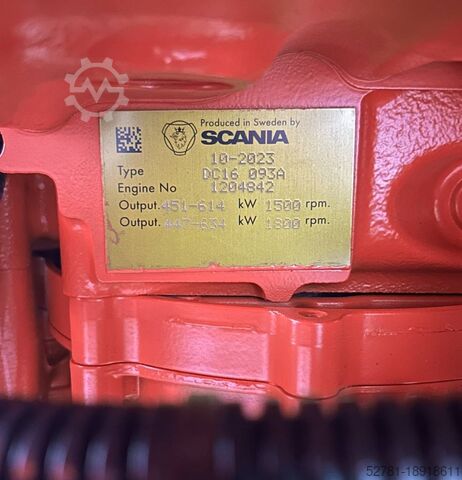 Produced in Sweden by
SCANIA
10-2023
Type DC16 093A
Engine No 1204842
Output. 451-614 kW 1500 rpm.
Output. 447-634 kW 1800 rpm.
52781-18918611